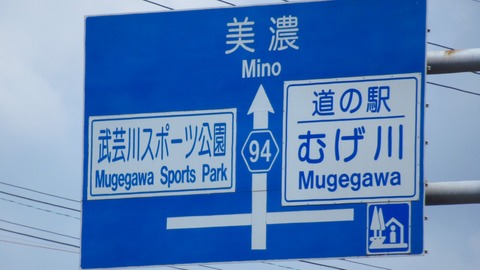 美濃
Mino
武芸川スポーツ公園
Mugegawa Sports Park
94
道の駅
むげ川
Mugegawa